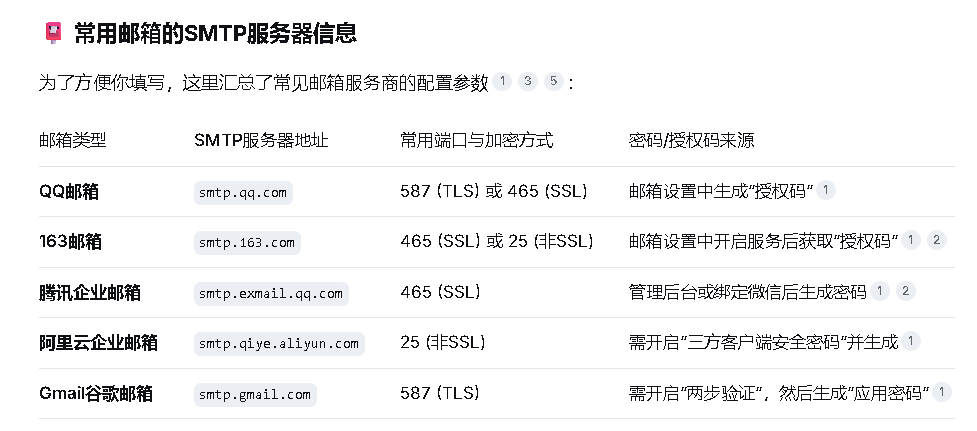 常用邮箱的SMTP服务器信息
为了方便你填写，这里汇总了常见邮箱服务商的配置参数 1 3 5 ：
邮箱类型 SMTP服务器地址 常用端口与加密方式 密码/授权码来源
QQ邮箱 smtp.qq.com 587 (TLS) 或 465 (SSL) 邮箱设置中生成“授权码” 1
163邮箱 smtp.163.com 465 (SSL) 或 25 (非SSL) 邮箱设置中开启服务后获取“授权码” 1 2
腾讯企业邮箱 smtp.exmail.qq.com 465 (SSL) 管理后台或绑定微信后生成密码 1 2
阿里云企业邮箱 smtp.qiye.aliyun.com 25 (非SSL) 需开启“三方客户端安全密码”并生成 1
Gmail谷歌邮箱 smtp.gmail.com 587 (TLS) 需开启“两步验证”，然后生成“应用密码” 1